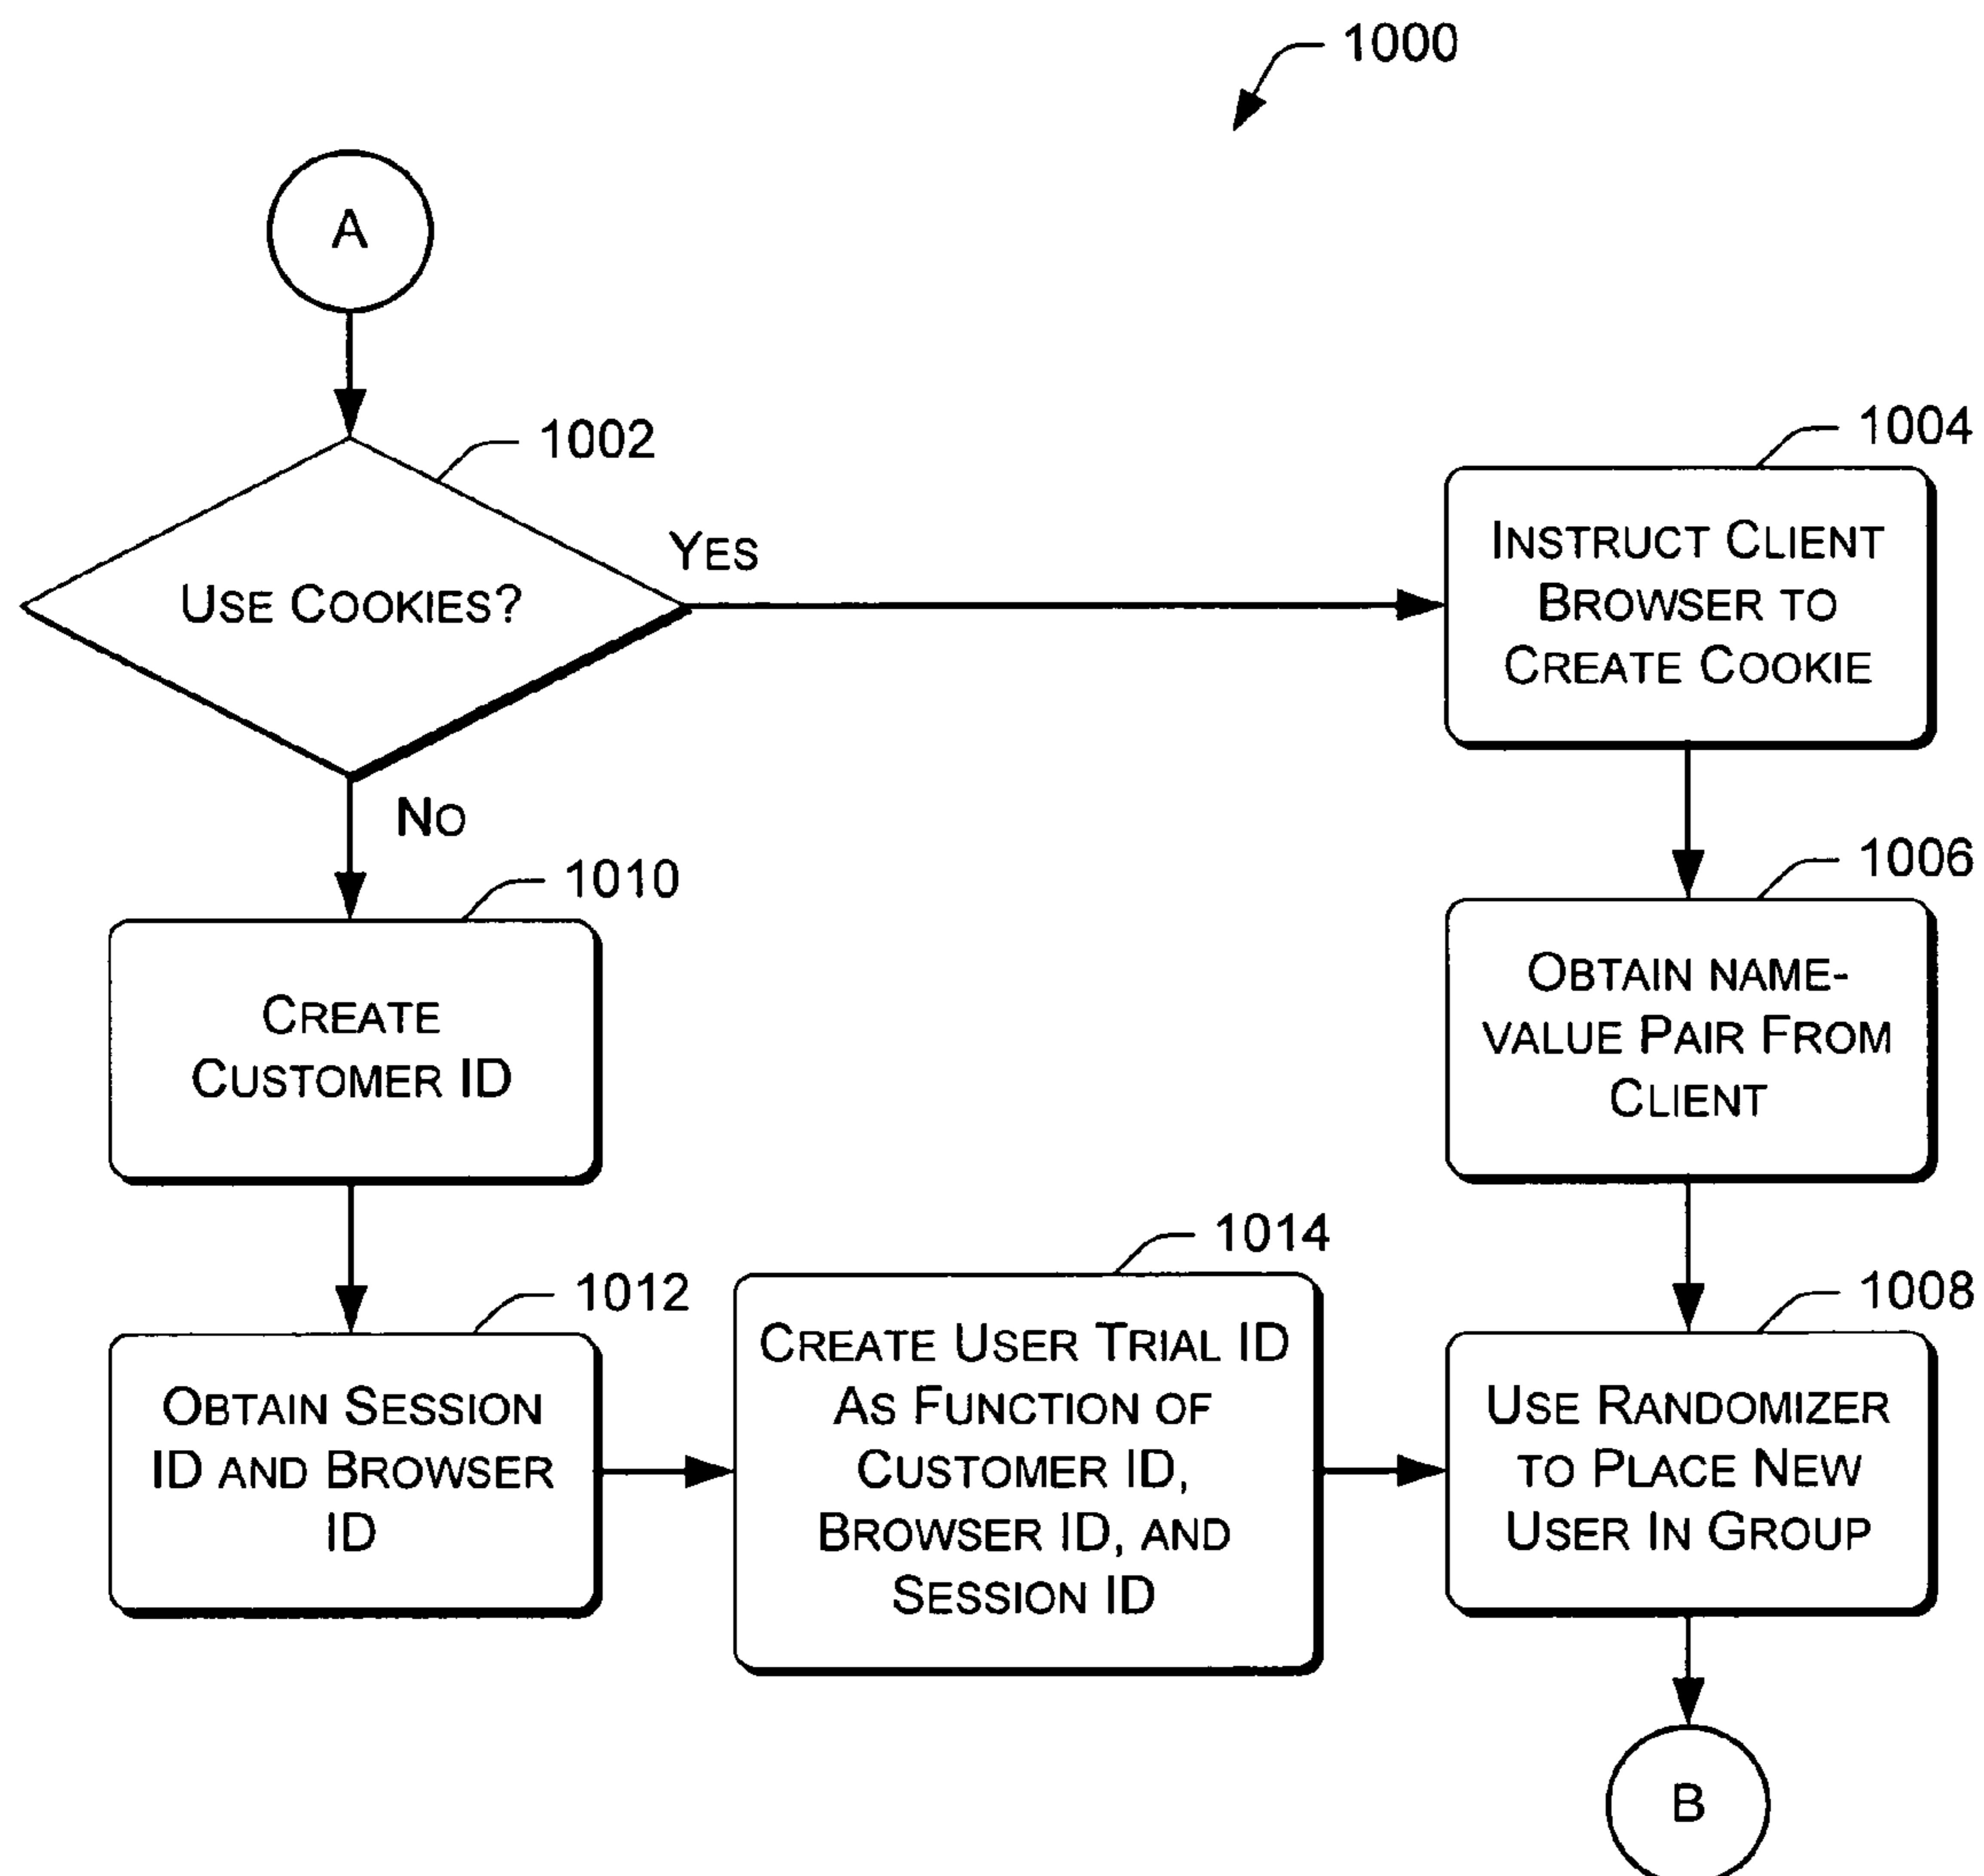 1000
A
1002
USE COOKIES?
YES
NO
1004
INSTRUCT CLIENT
BROWSER TO
CREATE COOKIE
1006
OBTAIN NAME-
VALUE PAIR FROM
CLIENT
1010
CREATE
CUSTOMER ID
1012
OBTAIN SESSION
ID AND BROWSER
ID
1014
CREATE USER TRIAL ID
AS FUNCTION OF
CUSTOMER ID,
BROWSER ID, AND
SESSION ID
1008
USE RANDOMIZER
TO PLACE NEW
USER IN GROUP
B